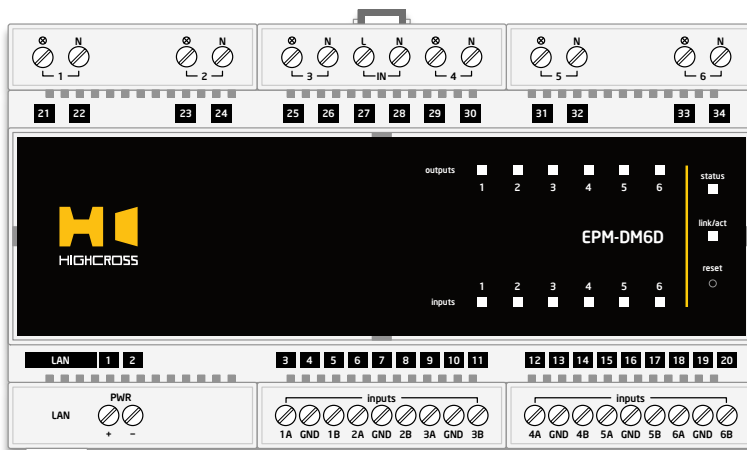 ⊗ N ⊗ N ⊗ N L N ⊗ N ⊗ N ⊗ N
1 2 3 IN 4 5 6
21 22 23 24 25 26 27 28 29 30 31 32 33 34
outputs
1 2 3 4 5 6
status
HIGHCROSS
EPM-DM6D
link/act
reset
1 2 3 4 5 6
inputs
LAN 1 2 3 4 5 6 7 8 9 10 11 12 13 14 15 16 17 18 19 20
PWR inputs inputs
LAN
+ − 1A GND 1B 2A GND 2B 3A GND 3B 4A GND 4B 5A GND 5B 6A GND 6B